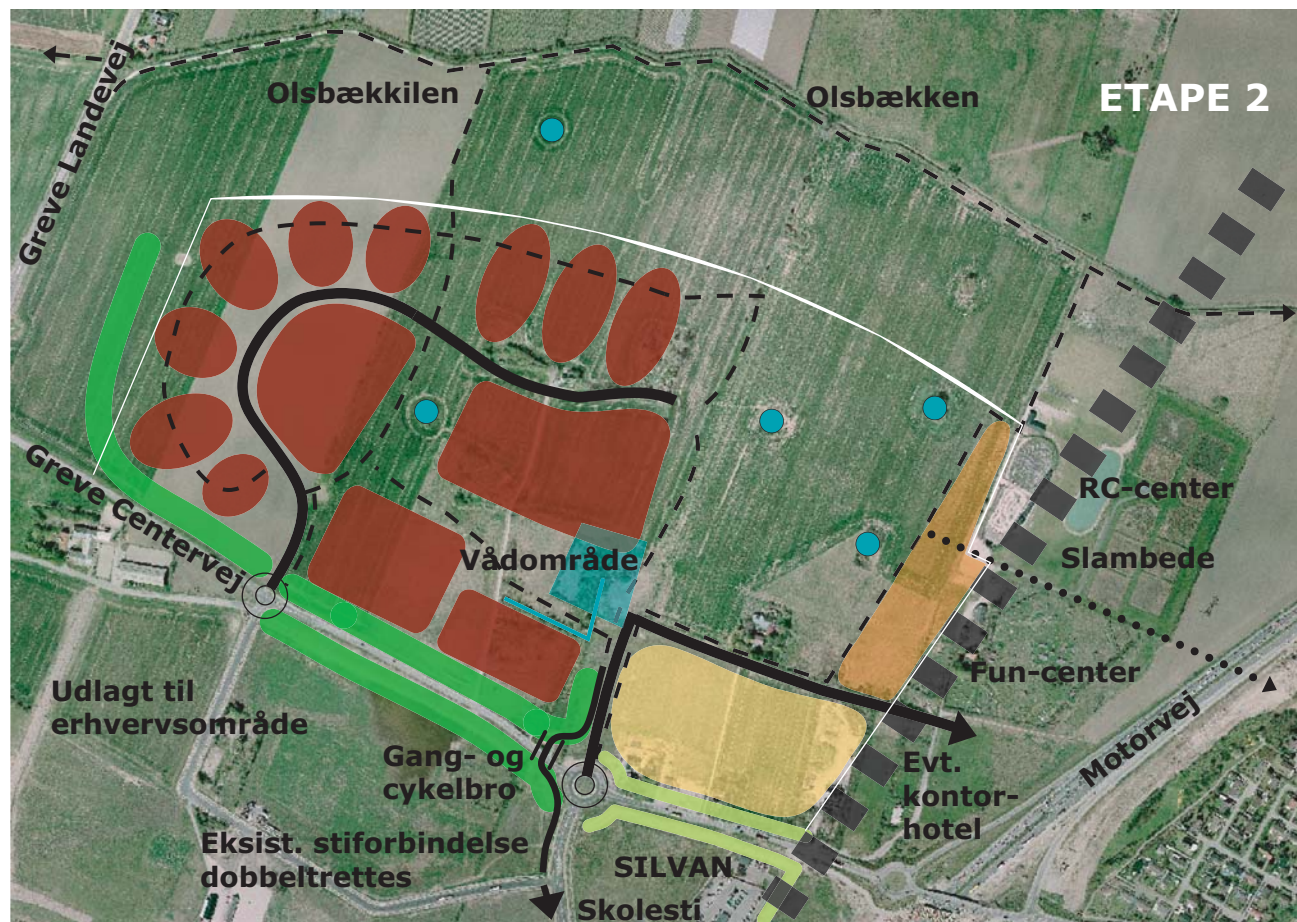 ETAPE 2
Olsbækkilen
Olsbækken
Greve Landevej
Greve Centervej
RC-center
Vådområde
Slambede
Fun-center
Udlagt til
erhvervsområde
Motorvej
Gang- og
cykelbro
Evt.
kontor-
hotel
Eksist. stiforbindelse
dobbeltrettes
SILVAN
Skolesti